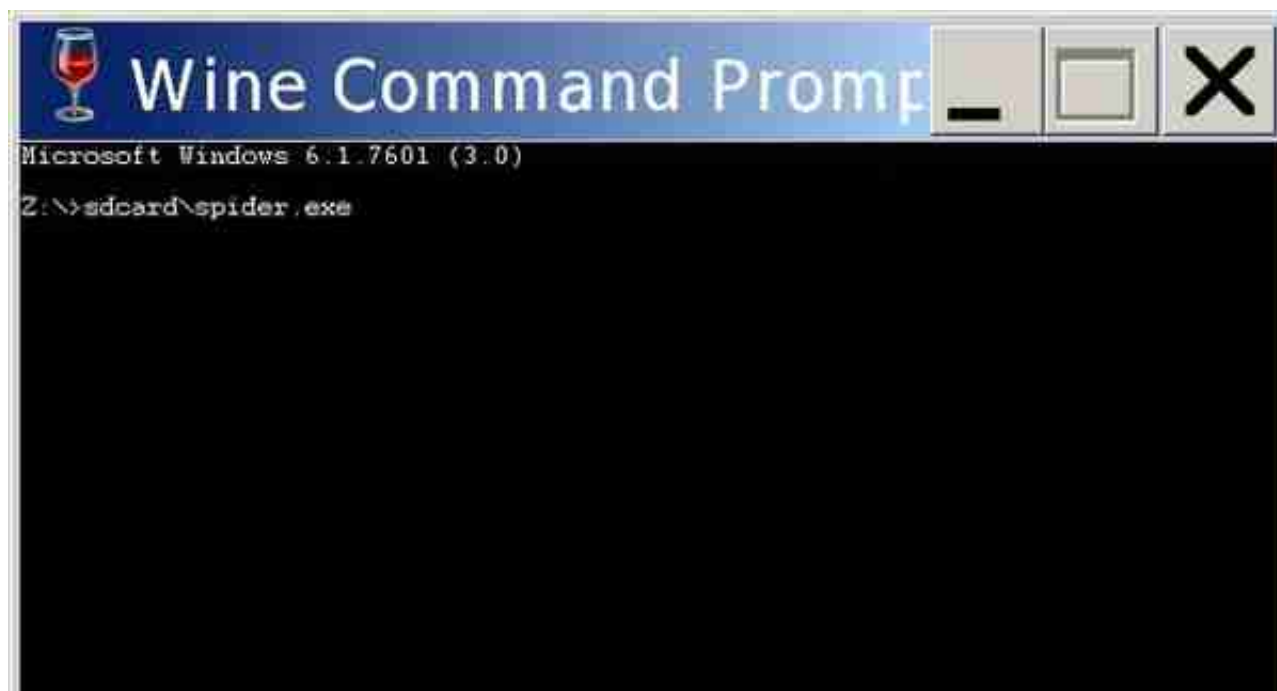 Wine Command Promp
Microsoft Windows 6.1.7601 (3.0)
Z:\>sdcard\spider.exe